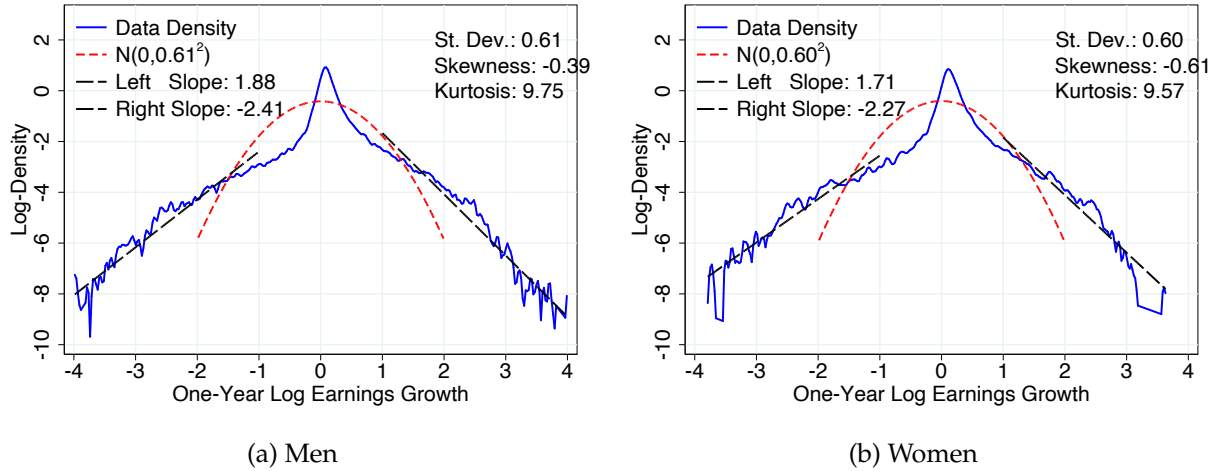 Data Density
N(0,0.61²)
Left Slope: 1.88
Right Slope: -2.41
St. Dev.: 0.61
Skewness: -0.39
Kurtosis: 9.75
Log-Density
2
0
-2
-4
-6
-8
-10
-4 -3 -2 -1 0 1 2 3 4
One-Year Log Earnings Growth
(a) Men
Data Density
N(0,0.60²)
Left Slope: 1.71
Right Slope: -2.27
St. Dev.: 0.60
Skewness: -0.61
Kurtosis: 9.57
Log-Density
2
0
-2
-4
-6
-8
-10
-4 -3 -2 -1 0 1 2 3 4
One-Year Log Earnings Growth
(b) Women